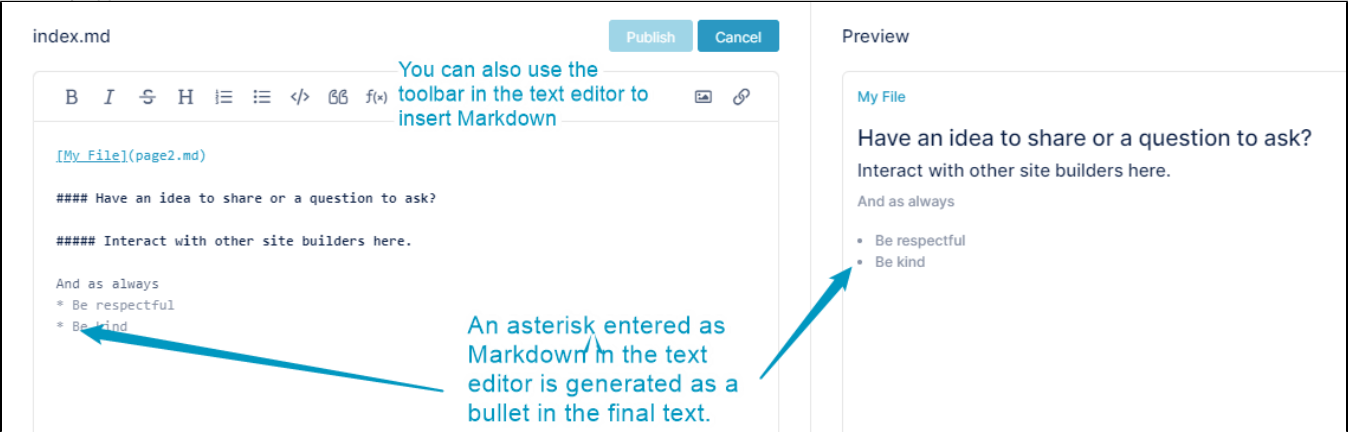 index.md
Publish
Cancel
Preview
You can also use the
toolbar in the text editor to
insert Markdown
B I S H </> f(x)
[My File](page2.md)
#### Have an idea to share or a question to ask?
##### Interact with other site builders here.
And as always
* Be respectful
* Be kind
An asterisk entered as
Markdown in the text
editor is generated as a
bullet in the final text.
My File
Have an idea to share or a question to ask?
Interact with other site builders here.
And as always
• Be respectful
• Be kind